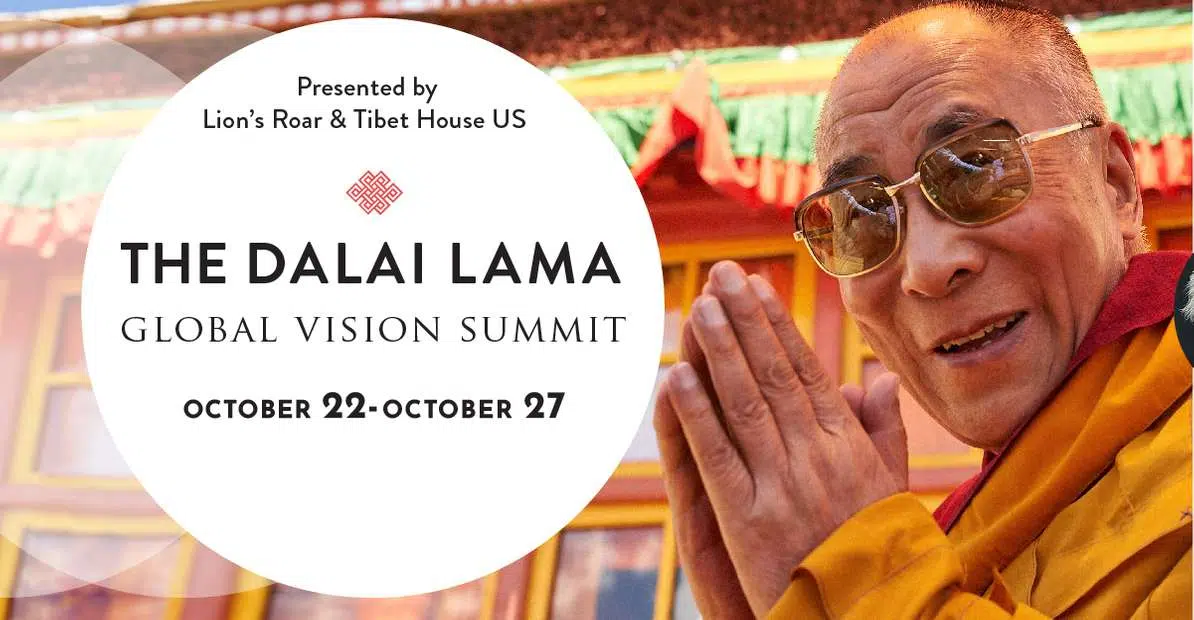 Presented by
Lion's Roar & Tibet House US
THE DALAI LAMA
GLOBAL VISION SUMMIT
OCTOBER 22-OCTOBER 27